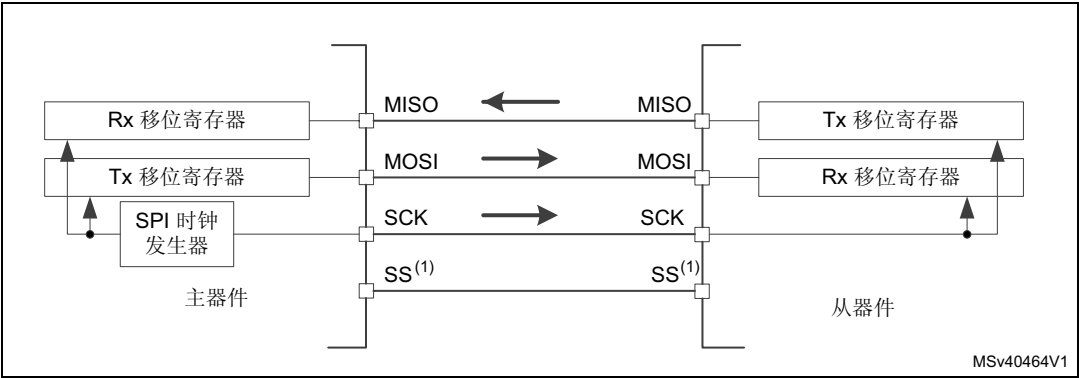 MISO MISO
Rx 移位寄存器 Tx 移位寄存器
MOSI MOSI
Tx 移位寄存器 Rx 移位寄存器
SPI 时钟
发生器
SCK SCK
SS(1) SS(1)
主器件 从器件
MSv40464V1